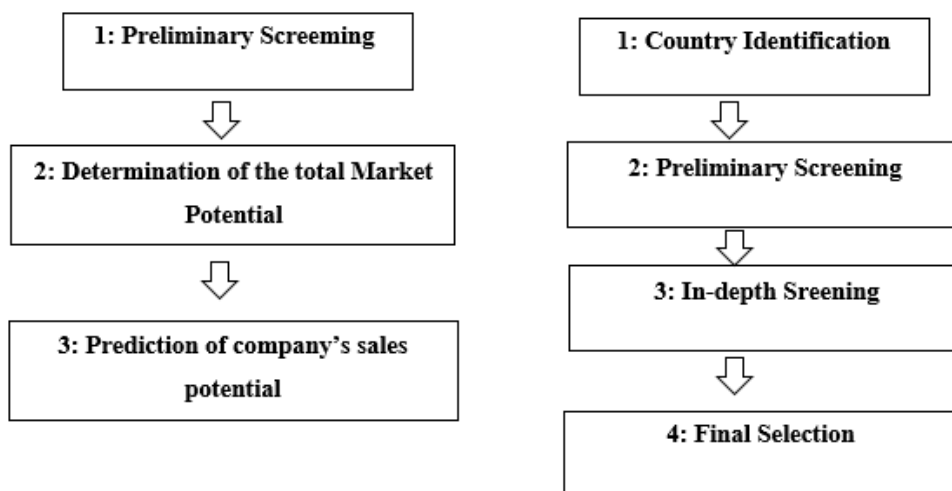 1: Preliminary Screeming
2: Determination of the total Market
Potential
3: Prediction of company's sales
potential
1: Country Identification
2: Preliminary Screening
3: In-depth Sreening
4: Final Selection